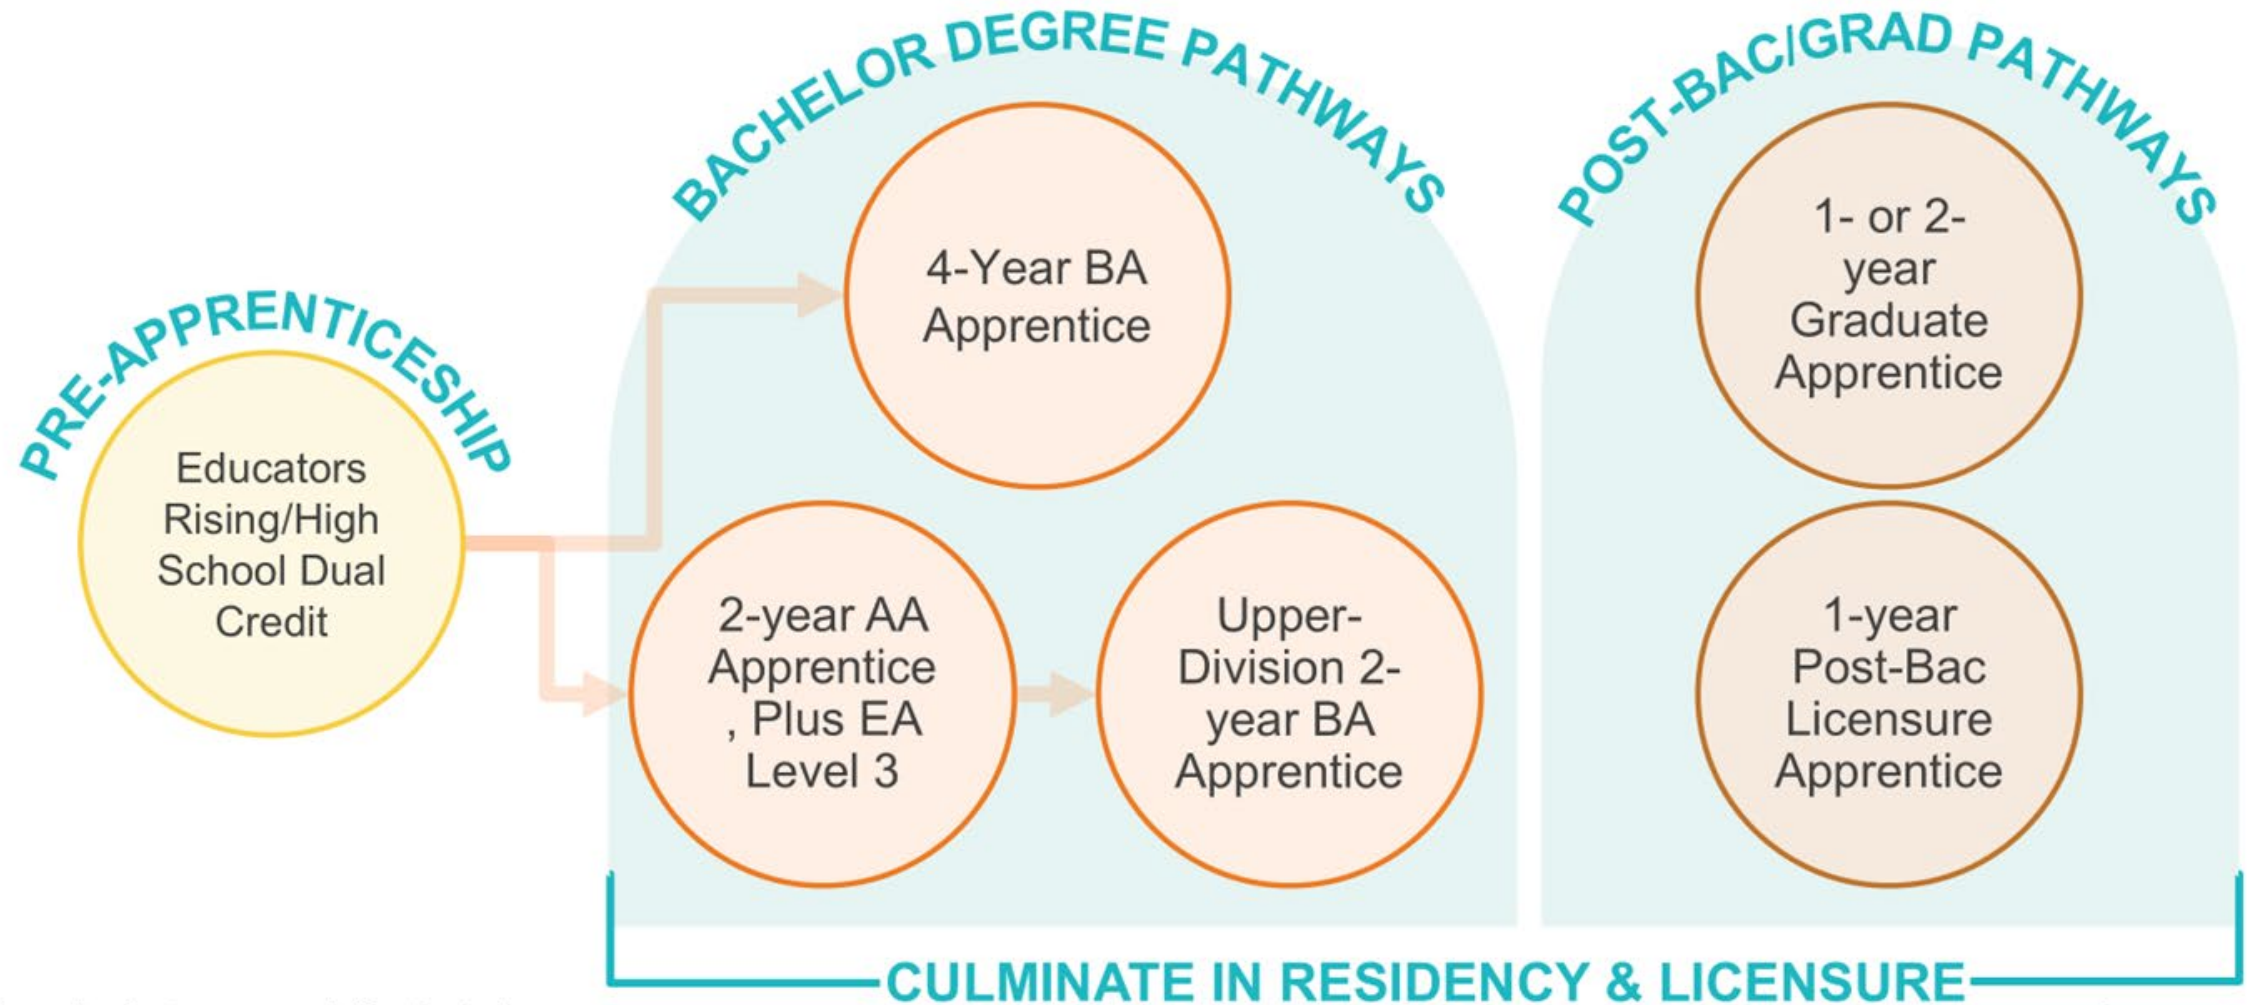 PRE-APPRENTICESHIP
Educators
Rising/High
School Dual
Credit
BACHELOR DEGREE PATHWAYS
4-Year BA
Apprentice
2-year AA
Apprentice
, Plus EA
Level 3
Upper-
Division 2-
year BA
Apprentice
POST-BAC/GRAD PATHWAYS
1- or 2-
year
Graduate
Apprentice
1-year
Post-Bac
Licensure
Apprentice
CULMINATE IN RESIDENCY & LICENSURE